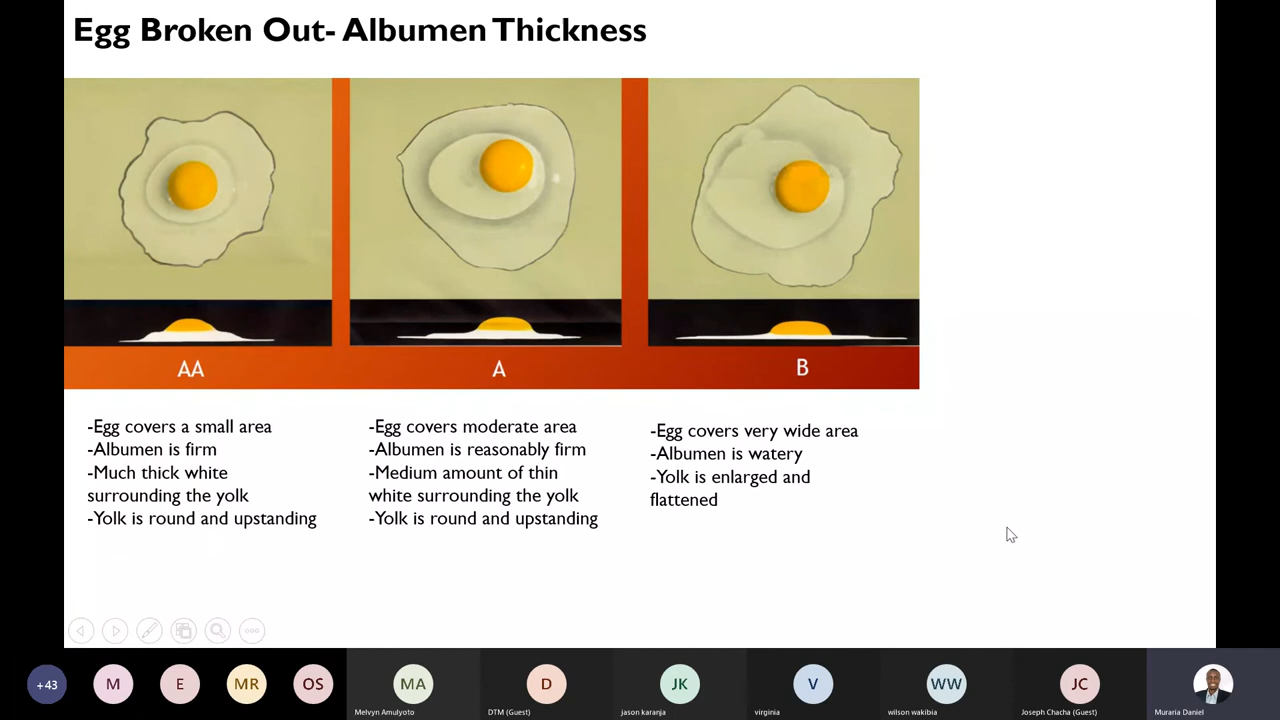 Egg Broken Out- Albumen Thickness
AA
A
B
-Egg covers a small area
-Albumen is firm
-Much thick white
surrounding the yolk
-Yolk is round and upstanding
-Egg covers moderate area
-Albumen is reasonably firm
-Medium amount of thin
white surrounding the yolk
-Yolk is round and upstanding
-Egg covers very wide area
-Albumen is watery
-Yolk is enlarged and
flattened
+43
M
E
MR
OS
MA
D
JK
V
WW
JC
Melvyn Amulyoto
DTM (Guest)
jason karanja
virginia
wilson wakibia
Joseph Chacha (Guest)
Muraria Daniel